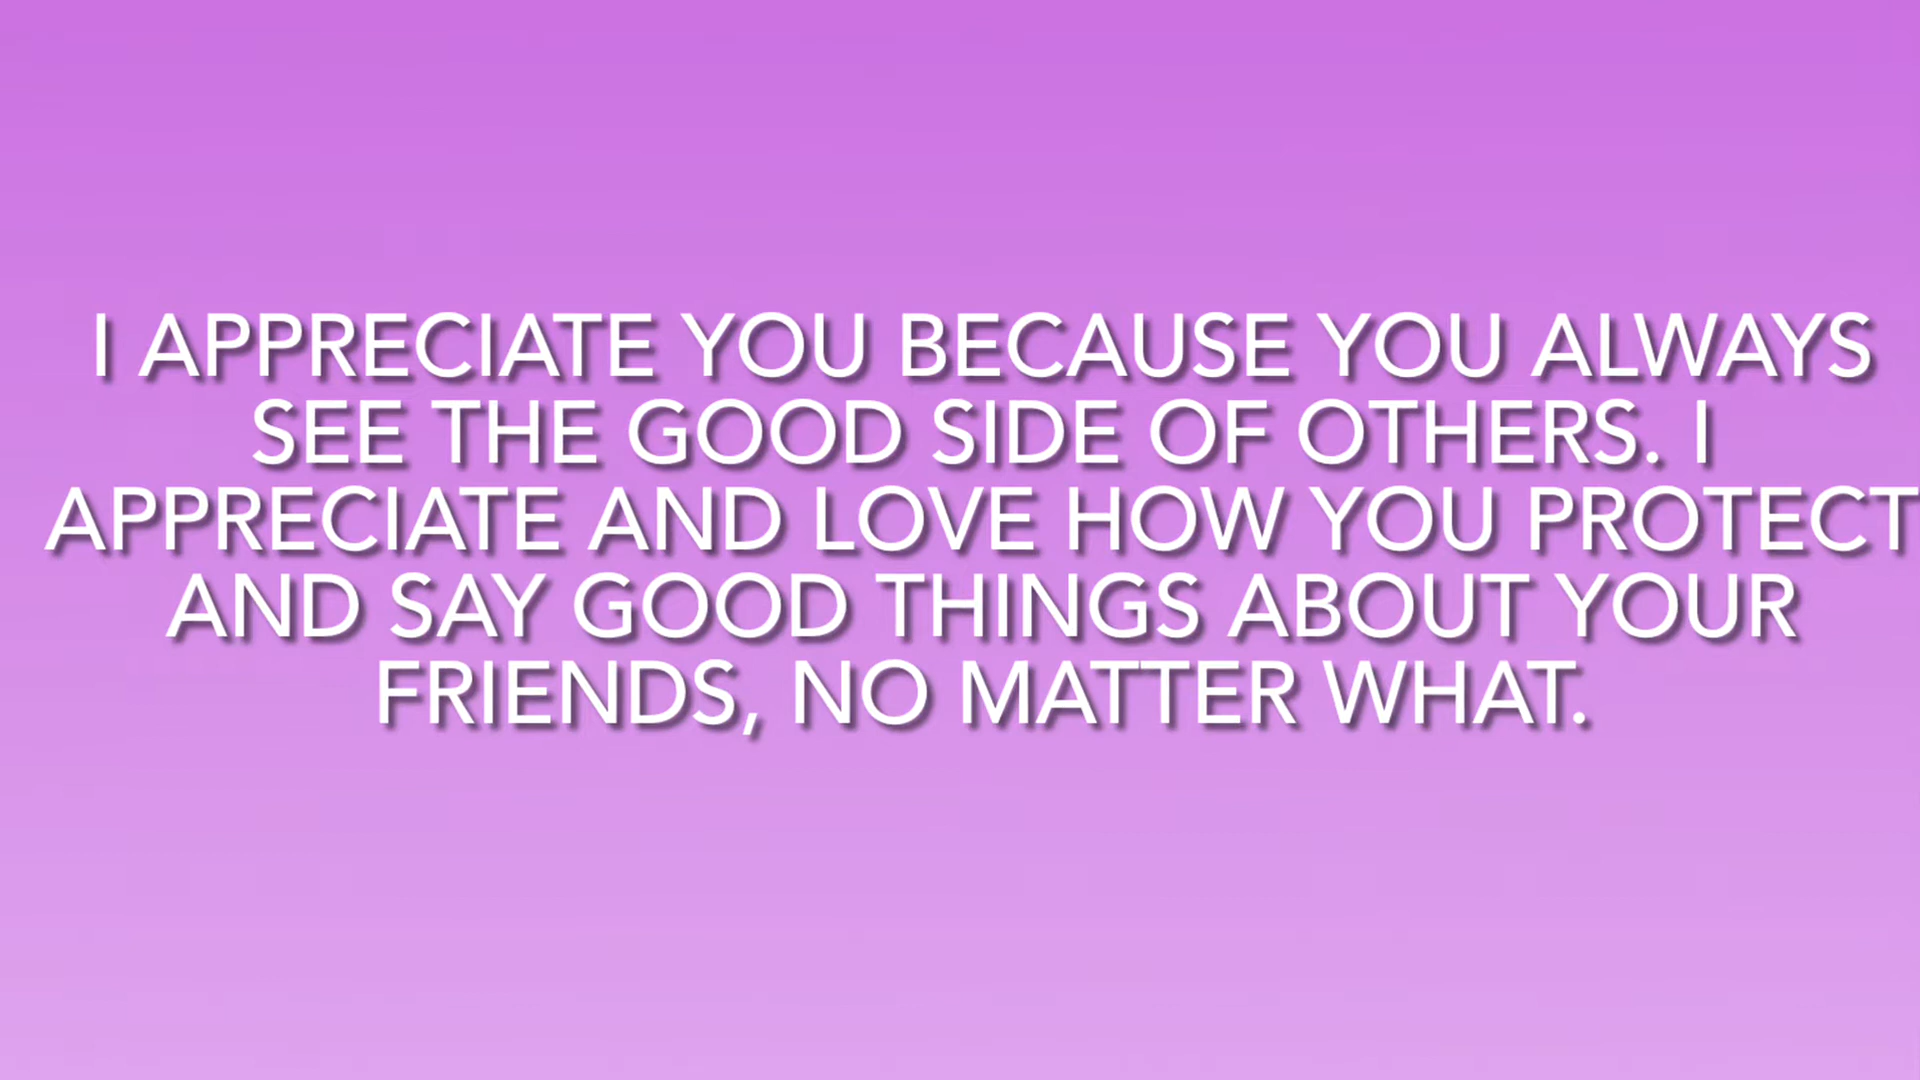 I APPRECIATE YOU BECAUSE YOU ALWAYS
SEE THE GOOD SIDE OF OTHERS. I
APPRECIATE AND LOVE HOW YOU PROTECT
AND SAY GOOD THINGS ABOUT YOUR
FRIENDS, NO MATTER WHAT.